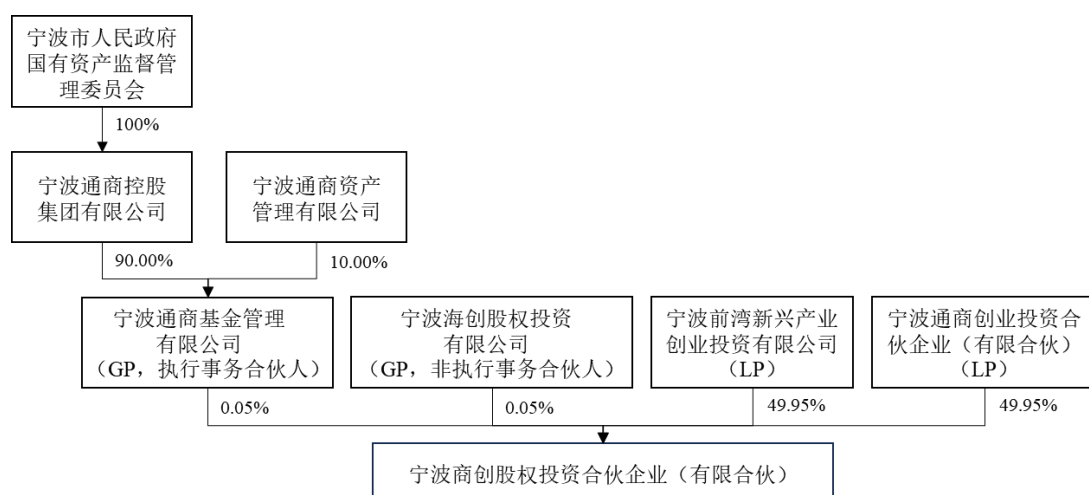 宁波市人民政府
国有资产监督管
理委员会
100%
宁波通商控股
集团有限公司
宁波通商资产
管理有限公司
90.00%
10.00%
宁波通商基金管理
有限公司
（GP，执行事务合伙人）
宁波海创股权投资
有限公司
（GP，非执行事务合伙人）
宁波前湾新兴产业
创业投资有限公司
（LP）
宁波通商创业投资合
伙企业（有限合伙）
（LP）
0.05%
0.05%
49.95%
49.95%
宁波商创股权投资合伙企业（有限合伙）